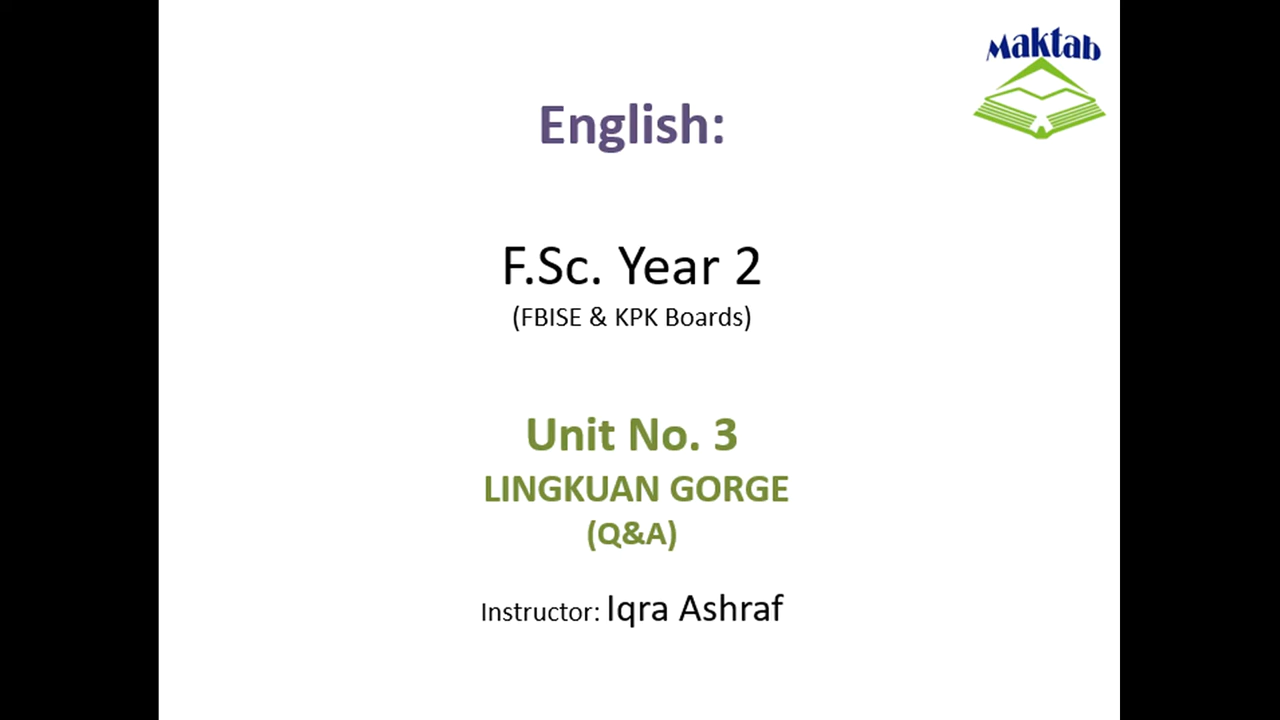 Maktab
English:
F.Sc. Year 2
(FBISE & KPK Boards)
Unit No. 3
LINGKUAN GORGE
(Q&A)
Instructor: Iqra Ashraf